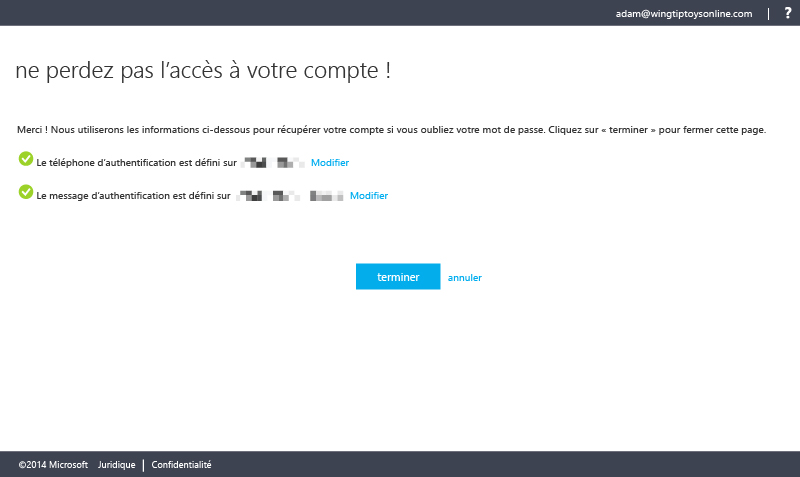 adam@wingtiptoysonline.com | ?
ne perdez pas l'accès à votre compte !
Merci ! Nous utiliserons les informations ci-dessous pour récupérer votre compte si vous oubliez votre mot de passe. Cliquez sur « terminer » pour fermer cette page.
Le téléphone d'authentification est défini sur Modifier
Le message d'authentification est défini sur Modifier
terminer annuler
©2014 Microsoft Juridique | Confidentialité